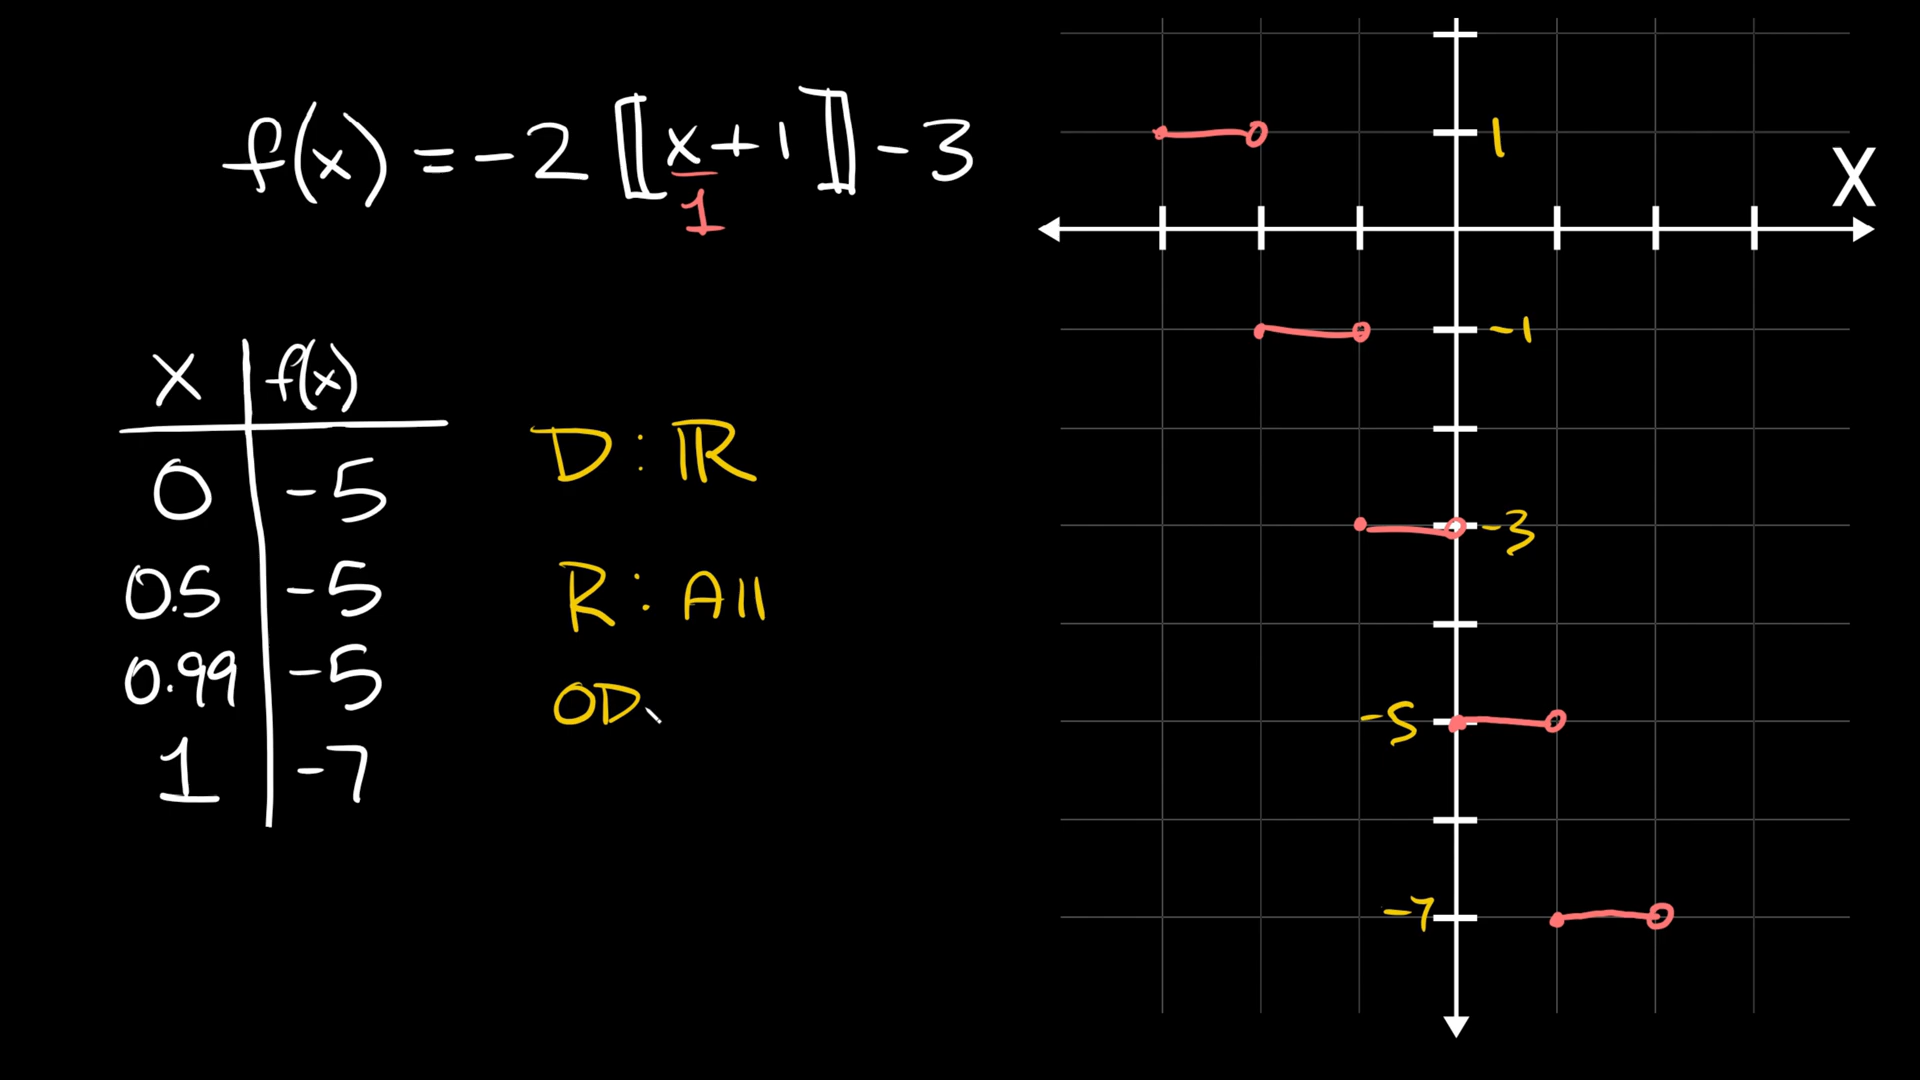 f(x) = -2 ⟦x + 1⟧ - 3
1
x f(x)
0 -5
0.5 -5
0.99 -5
1 -7
D : ℝ
R : All
OD
X
1
-1
-3
-5
-7